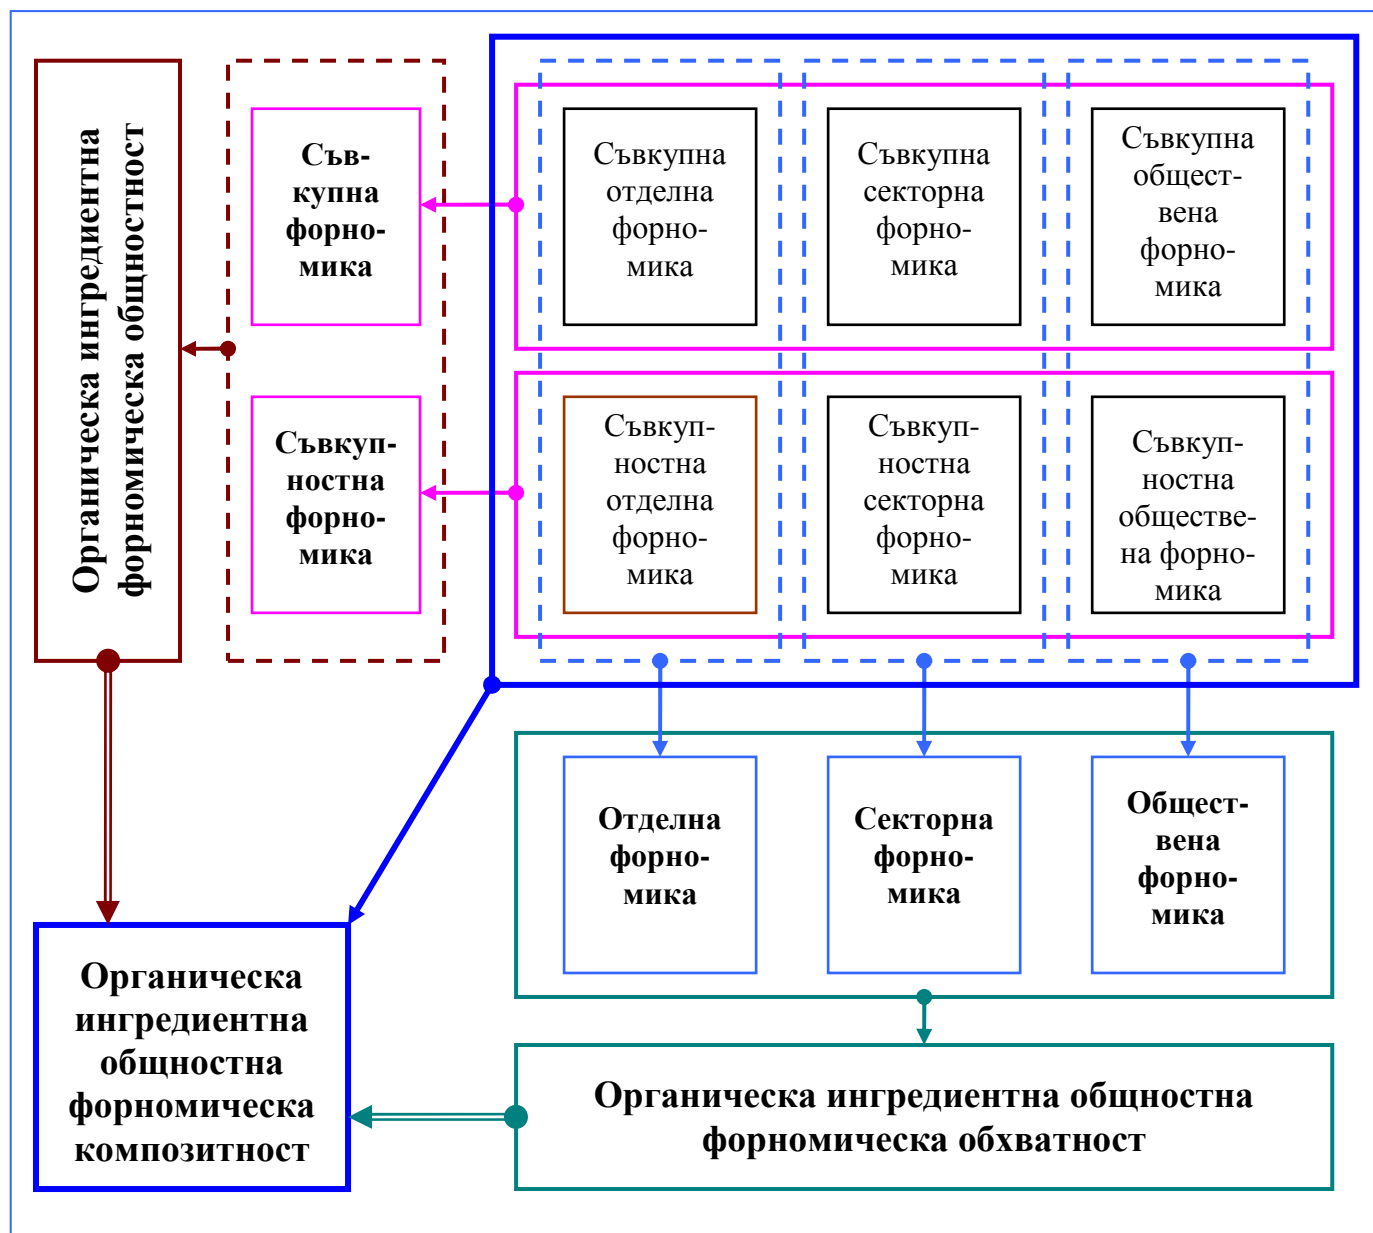 Органическа ингредиентна
форномическа общностност
Съв-
купна
форно-
мика
Съвкупна
отделна
форно-
мика
Съвкупна
секторна
форно-
мика
Съвкупна
общест-
вена
форно-
мика
Съвкуп-
ностна
форно-
мика
Съвкуп-
ностна
отделна
форно-
мика
Съвкуп-
ностна
секторна
форно-
мика
Съвкуп-
ностна
обществе-
на форно-
мика
Отделна
форно-
мика
Секторна
форно-
мика
Общест-
вена
форно-
мика
Органическа
ингредиентна
общностна
форномическа
композитност
Органическа ингредиентна общностна
форномическа обхватност